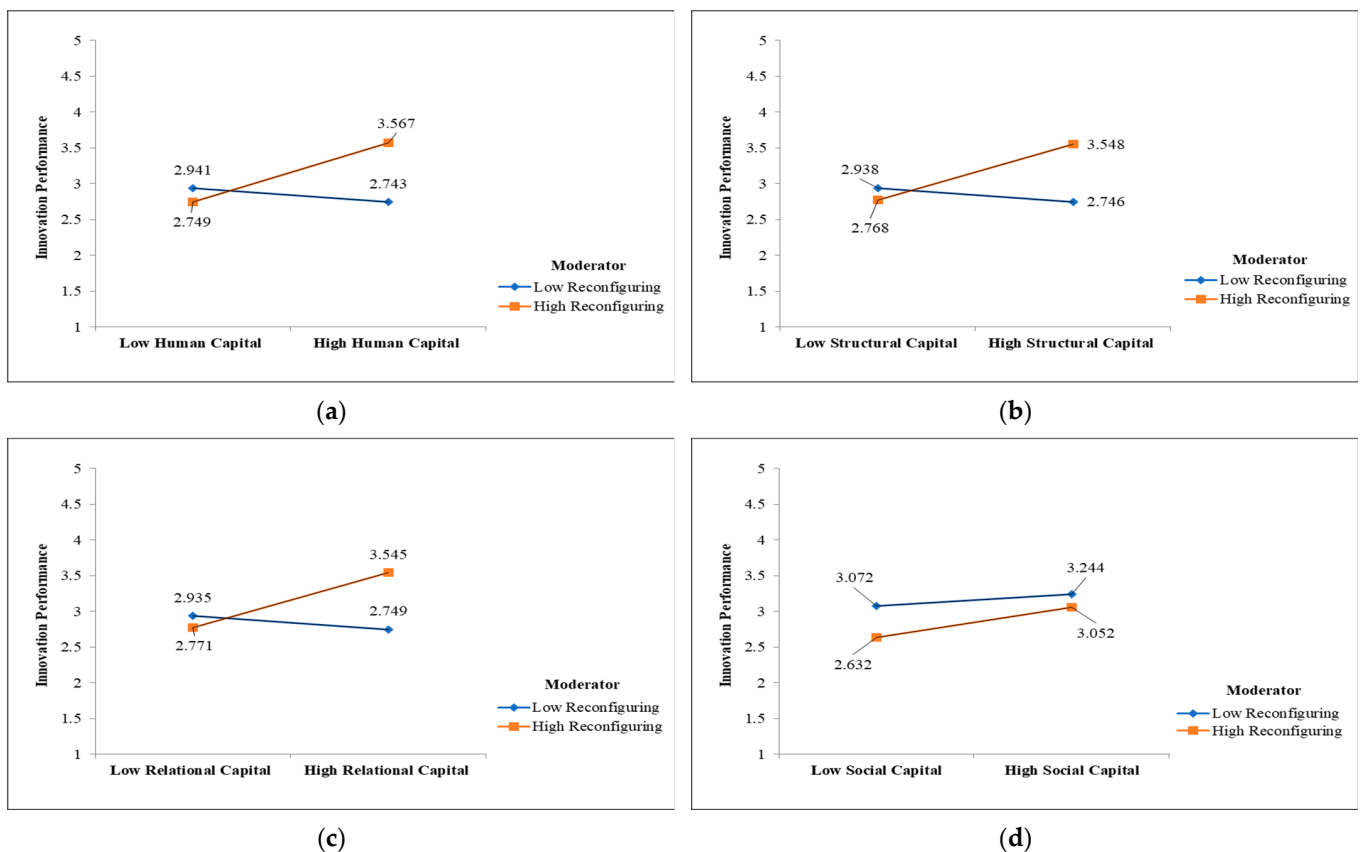 5
4.5
4
3.5
3
2.5
2
1.5
1
Innovation Performance
2.941
2.749
3.567
2.743
Low Human Capital
High Human Capital
Moderator
Low Reconfiguring
High Reconfiguring
(a)
5
4.5
4
3.5
3
2.5
2
1.5
1
Innovation Performance
2.938
2.768
3.548
2.746
Low Structural Capital
High Structural Capital
Moderator
Low Reconfiguring
High Reconfiguring
(b)
5
4.5
4
3.5
3
2.5
2
1.5
1
Innovation Performance
2.935
2.771
3.545
2.749
Low Relational Capital
High Relational Capital
Moderator
Low Reconfiguring
High Reconfiguring
(c)
5
4.5
4
3.5
3
2.5
2
1.5
1
Innovation Performance
3.072
2.632
3.244
3.052
Low Social Capital
High Social Capital
Moderator
Low Reconfiguring
High Reconfiguring
(d)